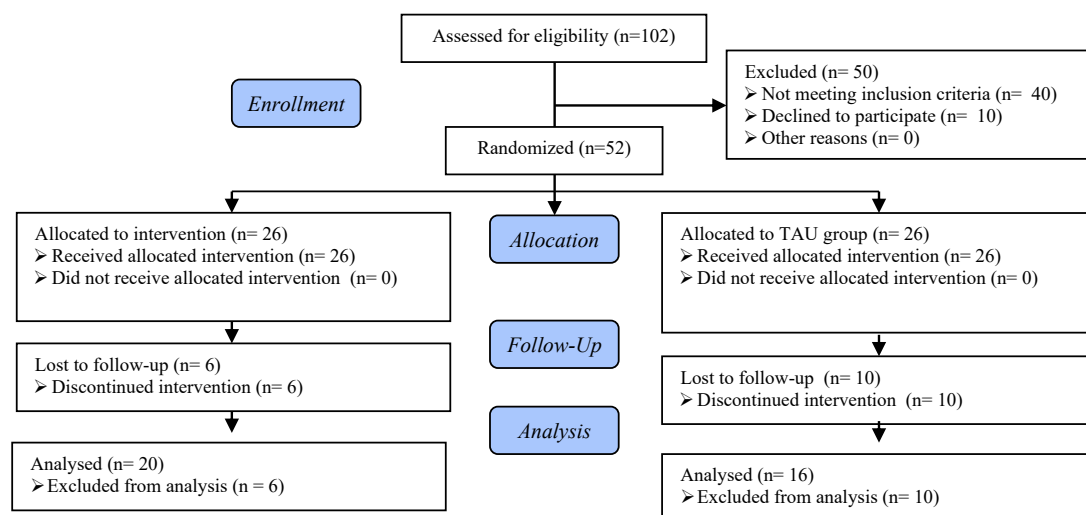 Assessed for eligibility (n=102)
Excluded (n= 50)
➢ Not meeting inclusion criteria (n= 40)
➢ Declined to participate (n= 10)
➢ Other reasons (n= 0)
Enrollment
Randomized (n=52)
Allocated to intervention (n= 26)
➢ Received allocated intervention (n= 26)
➢ Did not receive allocated intervention (n= 0)
Allocation
Allocated to TAU group (n= 26)
➢ Received allocated intervention (n= 26)
➢ Did not receive allocated intervention (n= 0)
Follow-Up
Lost to follow-up (n= 6)
➢ Discontinued intervention (n= 6)
Lost to follow-up (n= 10)
➢ Discontinued intervention (n= 10)
Analysis
Analysed (n= 20)
➢Excluded from analysis (n = 6)
Analysed (n= 16)
➢ Excluded from analysis (n= 10)